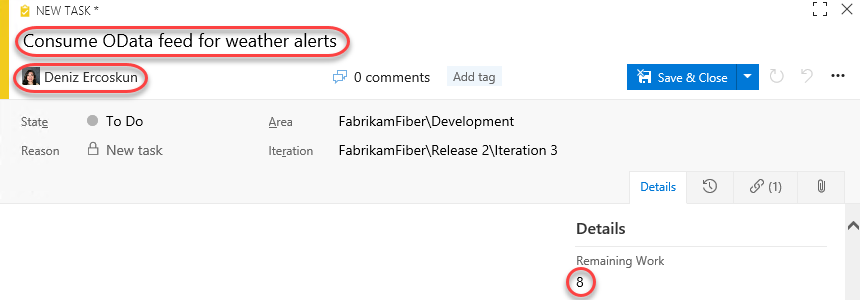 NEW TASK *
Consume OData feed for weather alerts
Deniz Ercoskun
0 comments
Add tag
Save & Close
State To Do Area FabrikamFiber\Development
Reason New task Iteration FabrikamFiber\Release 2\Iteration 3
Details (1)
Details
Remaining Work
8